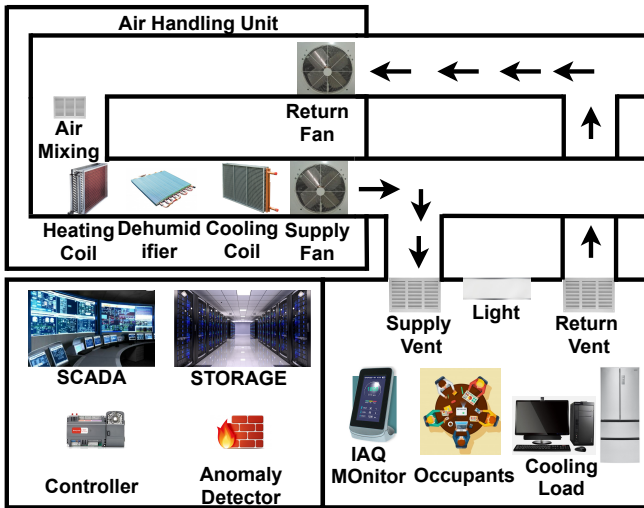 Air Handling Unit
Return
Fan
Air
Mixing
Heating
Coil
Dehumid
ifier
Cooling
Coil
Supply
Fan
Supply
Vent
Light
Return
Vent
SCADA
STORAGE
Controller
Anomaly
Detector
IAQ
MOnitor
Occupants
Cooling
Load